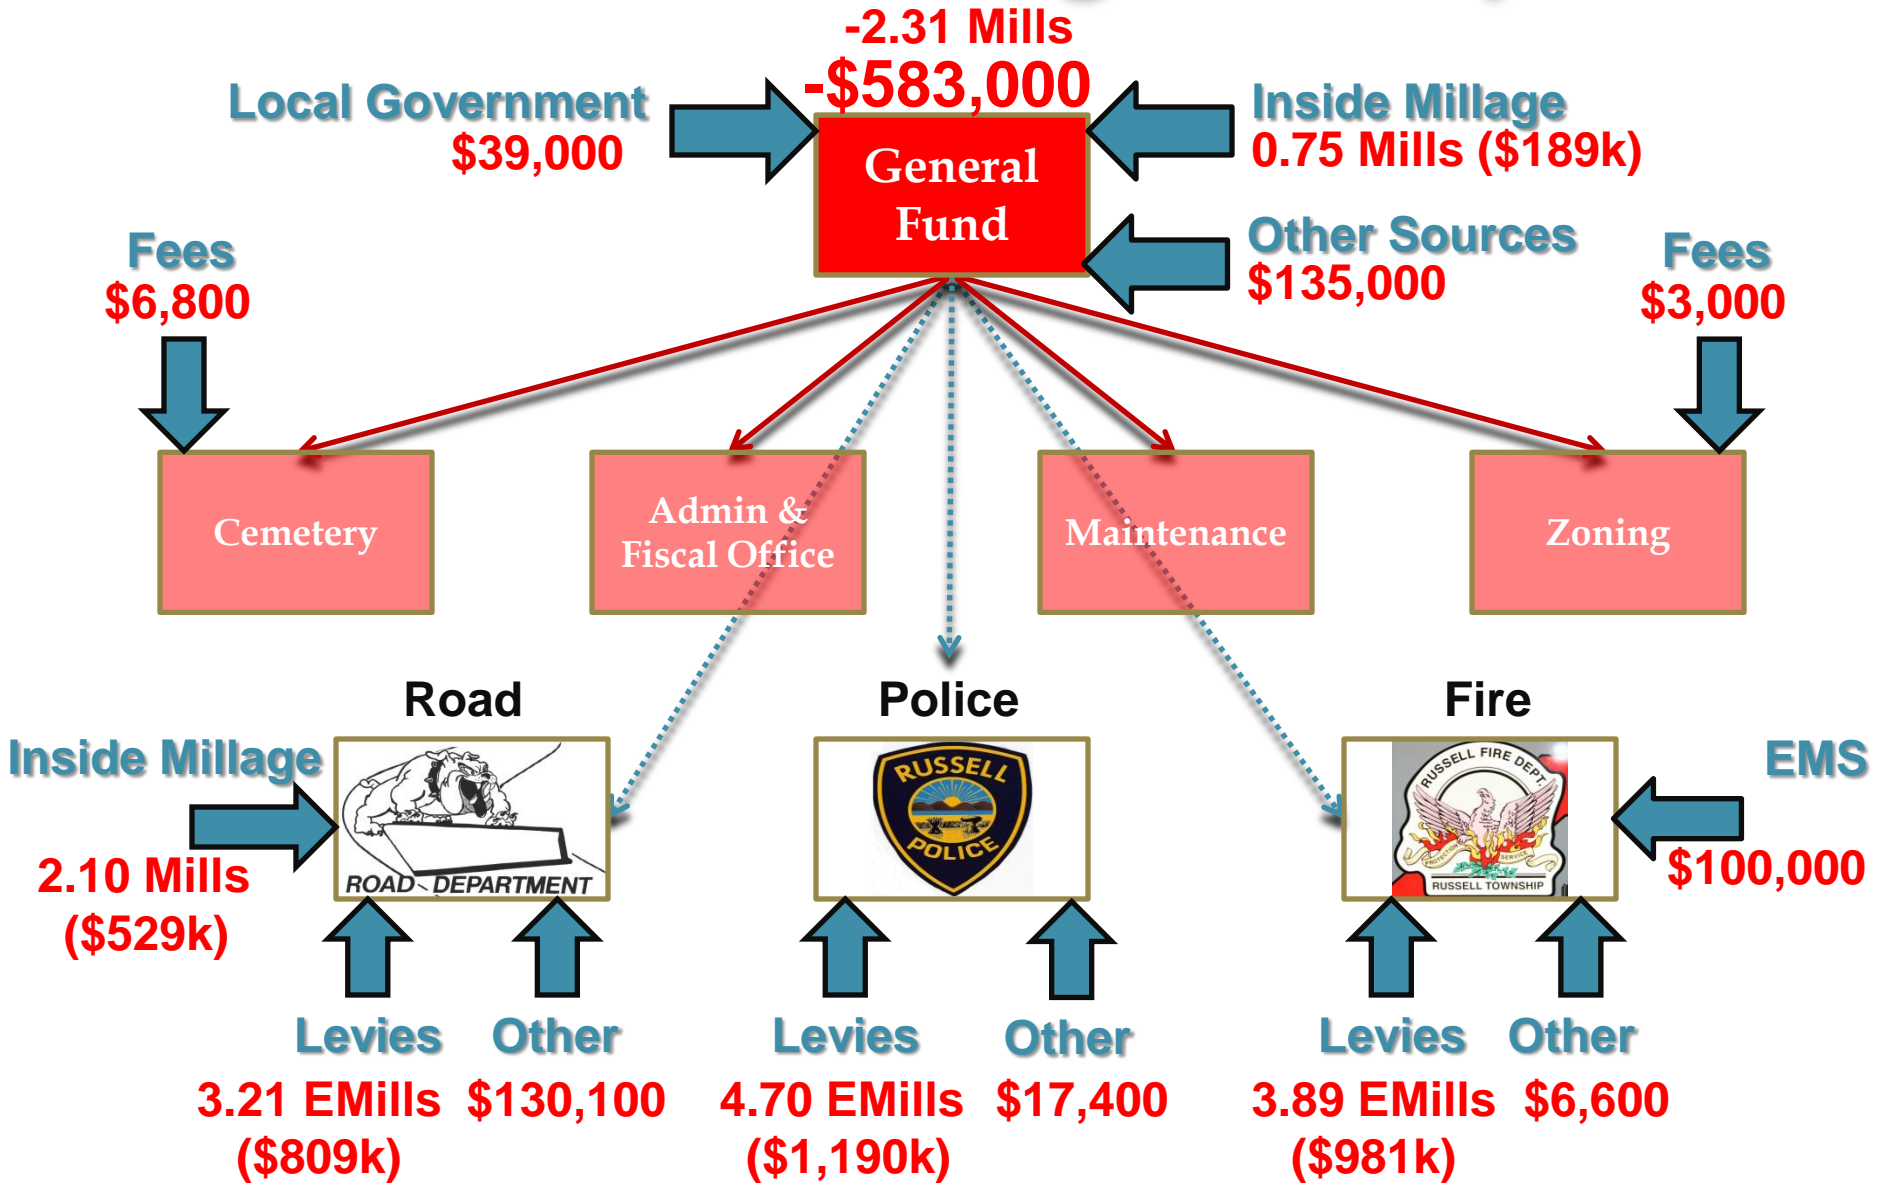 -2.31 Mills
-$583,000
Local Government
$39,000
Inside Millage
0.75 Mills ($189k)
General
Fund
Other Sources
$135,000
Fees
$6,800
Fees
$3,000
Cemetery
Admin &
Fiscal Office
Maintenance
Zoning
Road
Police
Fire
Inside Millage
2.10 Mills
($529k)
ROAD DEPARTMENT
RUSSELL
POLICE
RUSSELL FIRE DEPT.
PROTECTION SERVICE
RUSSELL TOWNSHIP
EMS
$100,000
Levies
3.21 EMills
($809k)
Other
$130,100
Levies
4.70 EMills
($1,190k)
Other
$17,400
Levies
3.89 EMills
($981k)
Other
$6,600